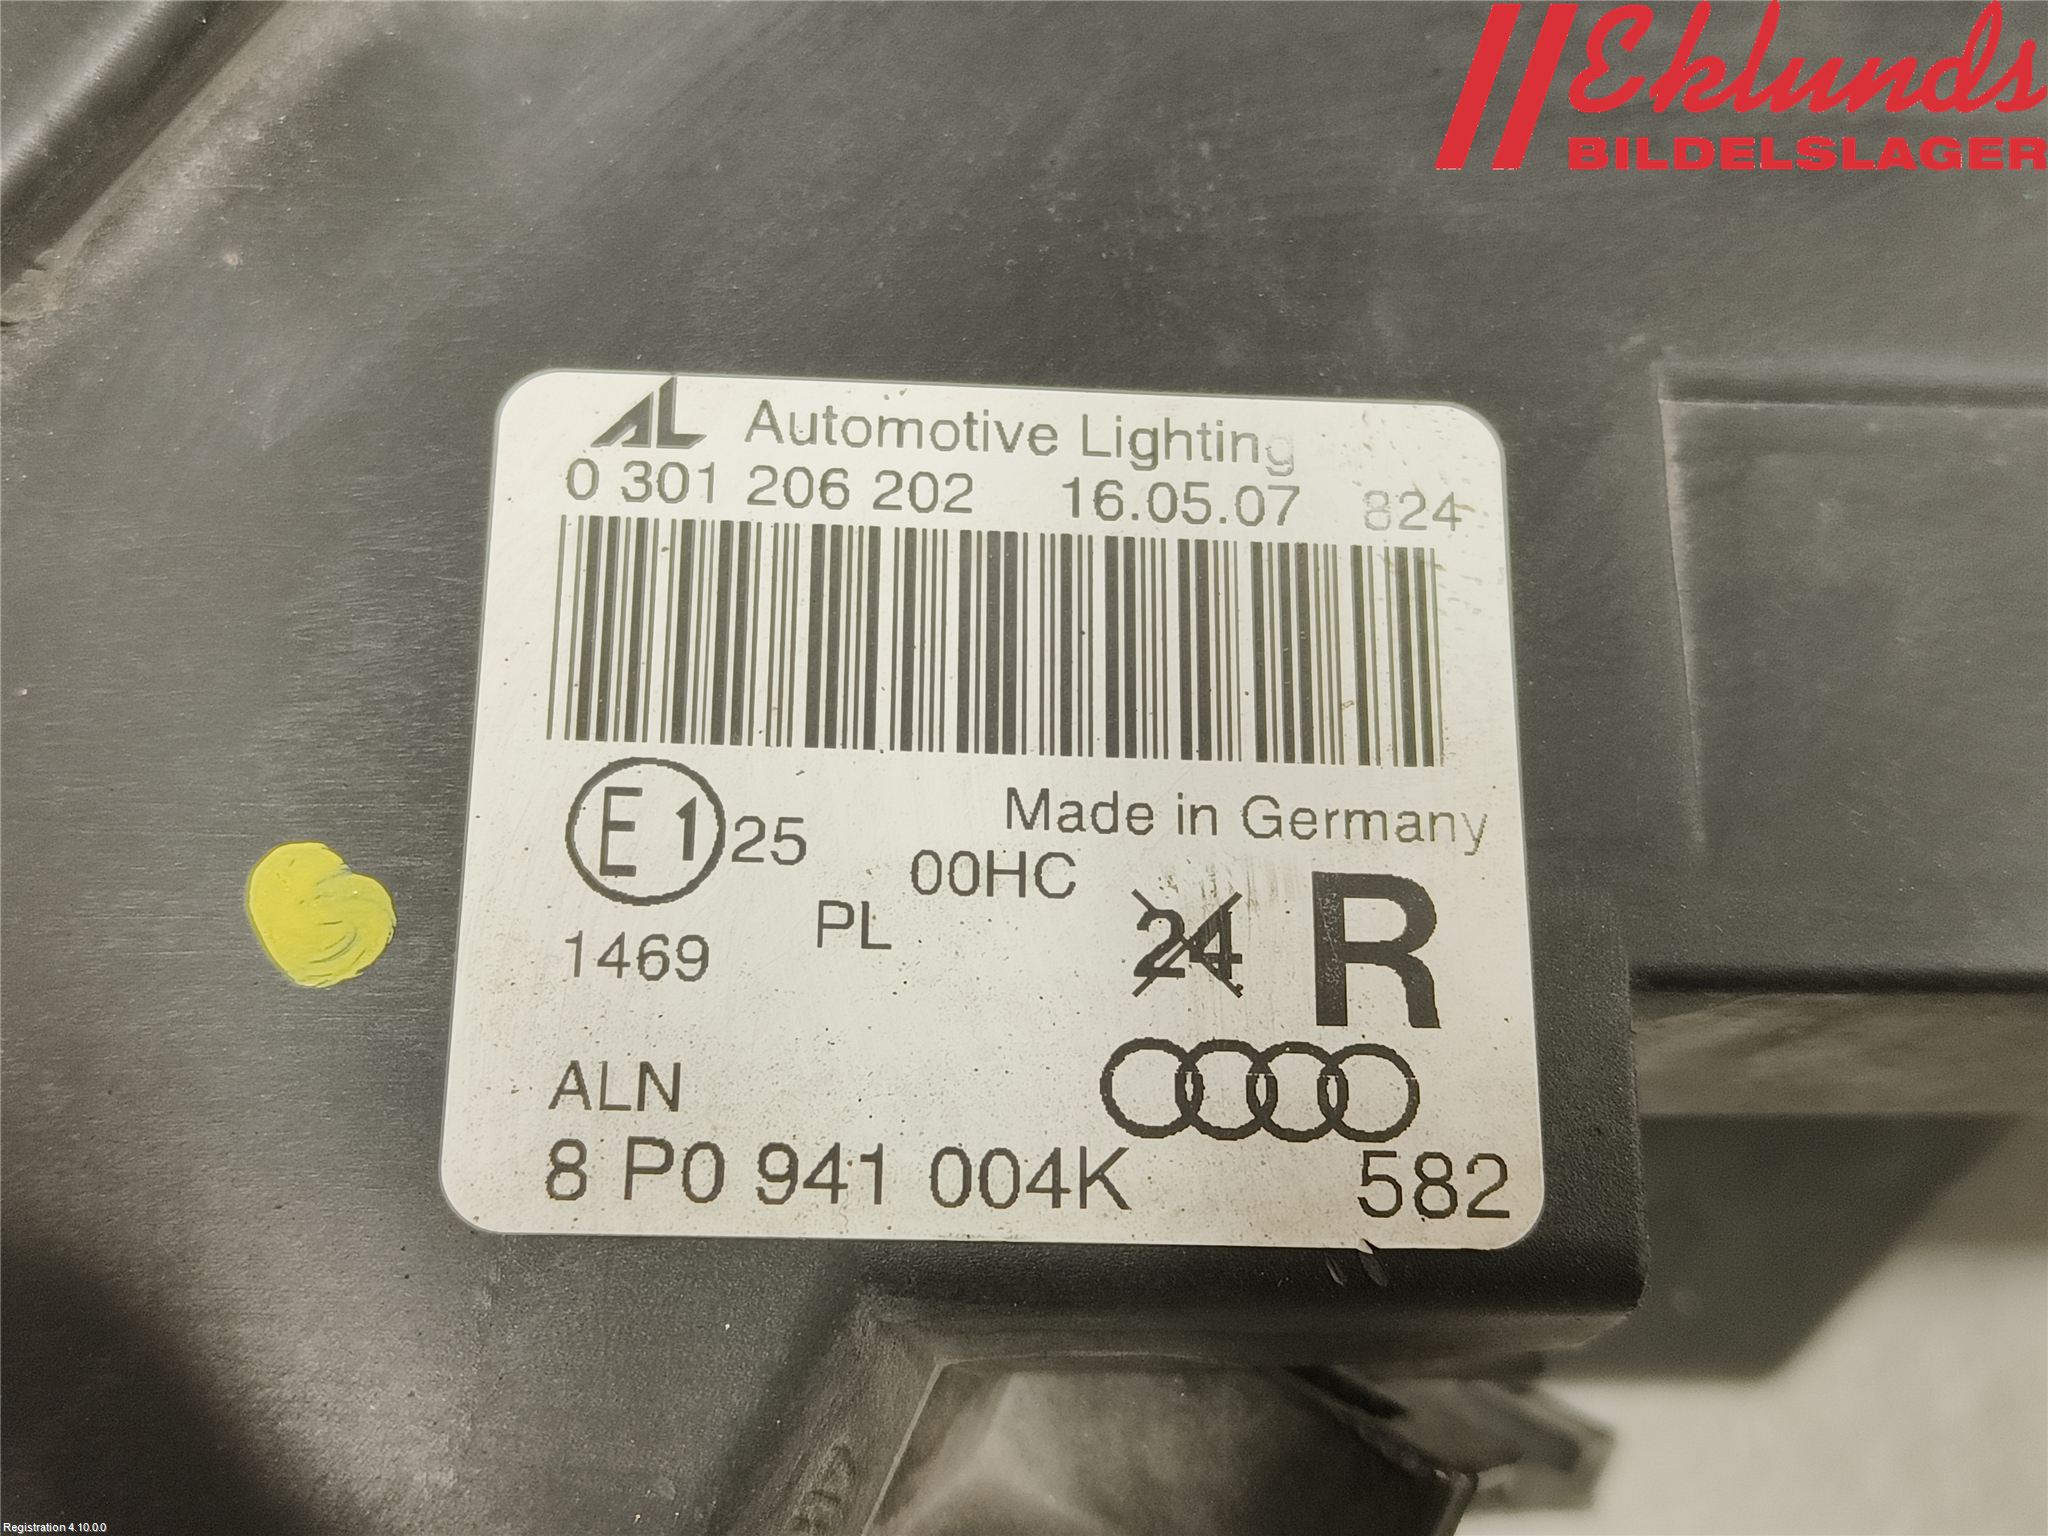 Eklunds
BILDELSLAGER
AL Automotive Lighting
0 301 206 202 16.05.07 824
Made in Germany
E1 25
00HC
PL
24 R
1469
ALN
8 P0 941 004K 582
Registration 4.10.0.0